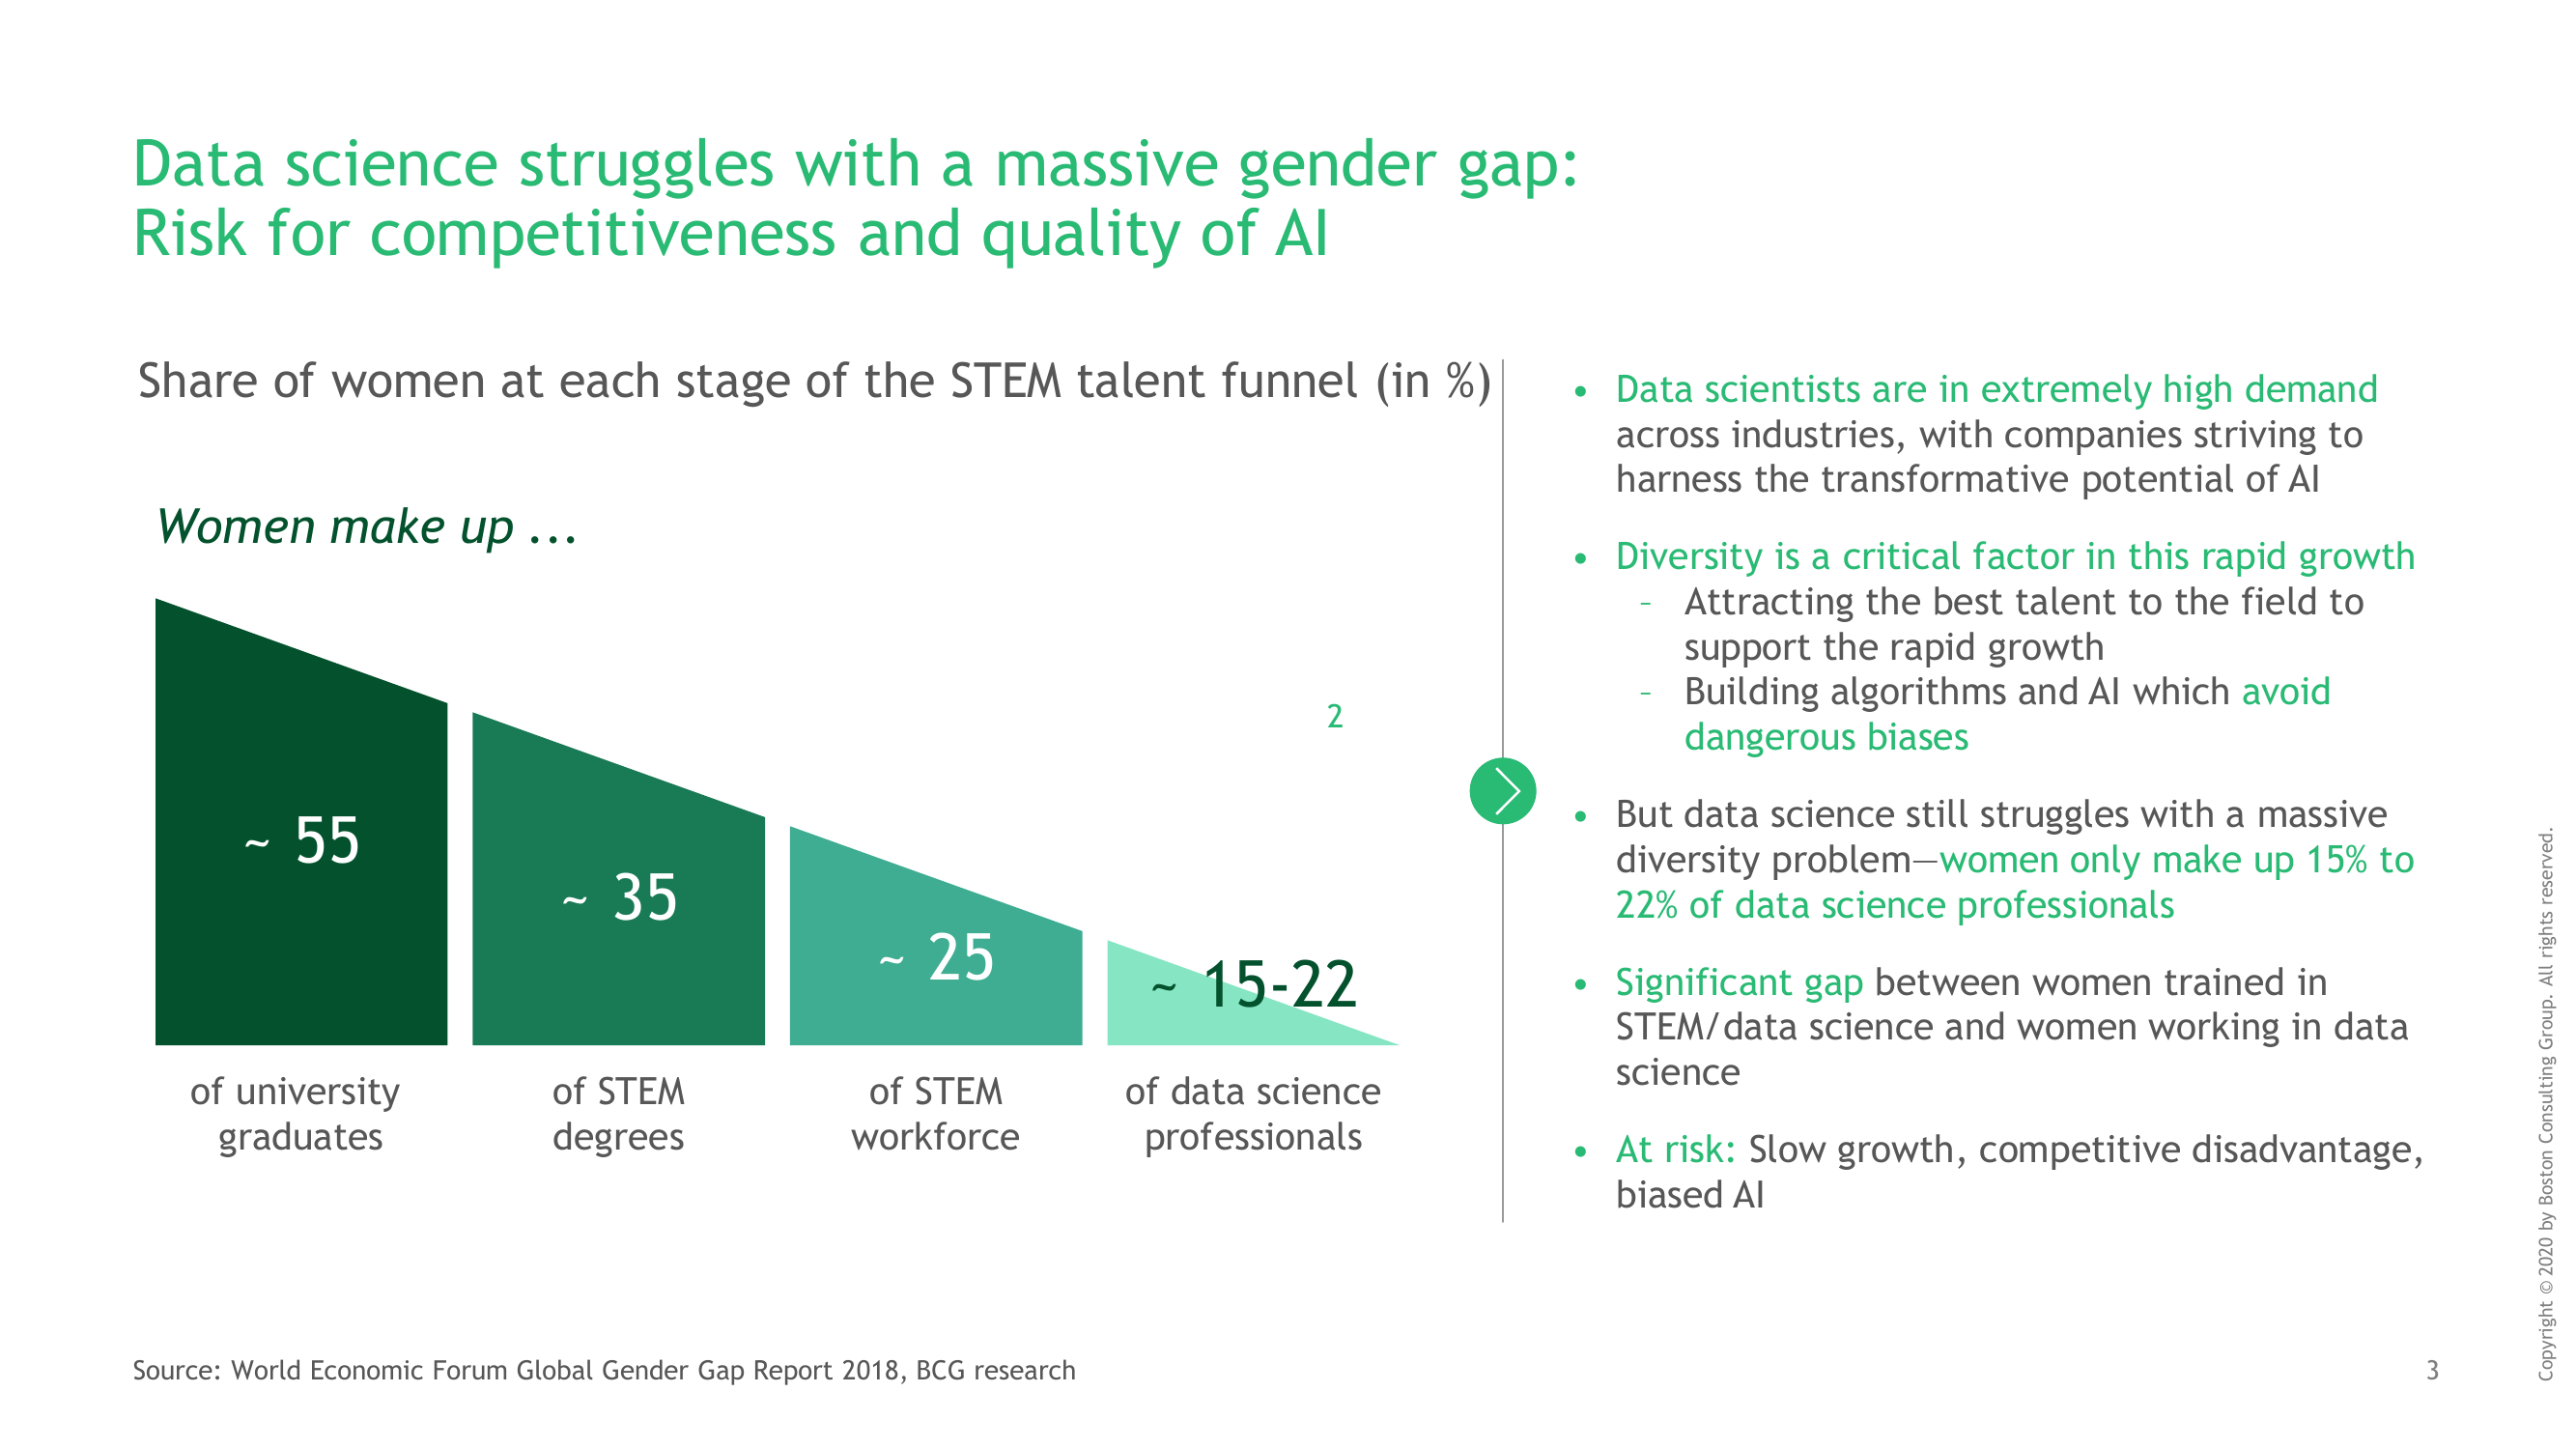 Data science struggles with a massive gender gap:
Risk for competitiveness and quality of AI
Share of women at each stage of the STEM talent funnel (in %)
Women make up ...
2
~ 55
~ 35
~ 25
~ 15-22
of university
graduates
of STEM
degrees
of STEM
workforce
of data science
professionals
• Data scientists are in extremely high demand
across industries, with companies striving to
harness the transformative potential of AI
• Diversity is a critical factor in this rapid growth
– Attracting the best talent to the field to
support the rapid growth
– Building algorithms and AI which avoid
dangerous biases
• But data science still struggles with a massive
diversity problem—women only make up 15% to
22% of data science professionals
• Significant gap between women trained in
STEM/data science and women working in data
science
• At risk: Slow growth, competitive disadvantage,
biased AI
Source: World Economic Forum Global Gender Gap Report 2018, BCG research
3
Copyright © 2020 by Boston Consulting Group. All rights reserved.